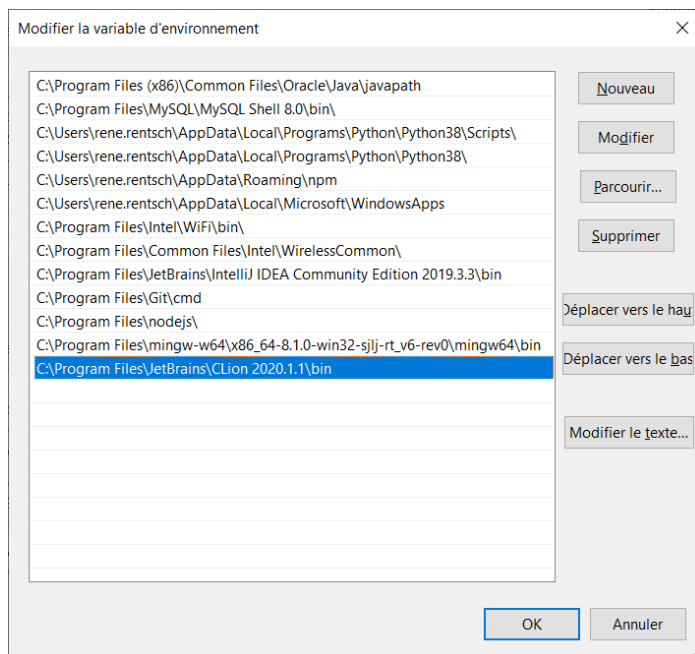 Modifier la variable d'environnement
C:\Program Files (x86)\Common Files\Oracle\Java\javapath
C:\Program Files\MySQL\MySQL Shell 8.0\bin\
C:\Users\rene.rentsch\AppData\Local\Programs\Python\Python38\Scripts\
C:\Users\rene.rentsch\AppData\Local\Programs\Python\Python38\
C:\Users\rene.rentsch\AppData\Roaming\npm
C:\Users\rene.rentsch\AppData\Local\Microsoft\WindowsApps
C:\Program Files\Intel\WiFi\bin\
C:\Program Files\Common Files\Intel\WirelessCommon\
C:\Program Files\JetBrains\IntelliJ IDEA Community Edition 2019.3.3\bin
C:\Program Files\Git\cmd
C:\Program Files\nodejs\
C:\Program Files\mingw-w64\x86_64-8.1.0-win32-sjlj-rt_v6-rev0\mingw64\bin
C:\Program Files\JetBrains\CLion 2020.1.1\bin
Nouveau
Modifier
Parcourir...
Supprimer
Déplacer vers le hau
Déplacer vers le bas
Modifier le texte...
OK
Annuler